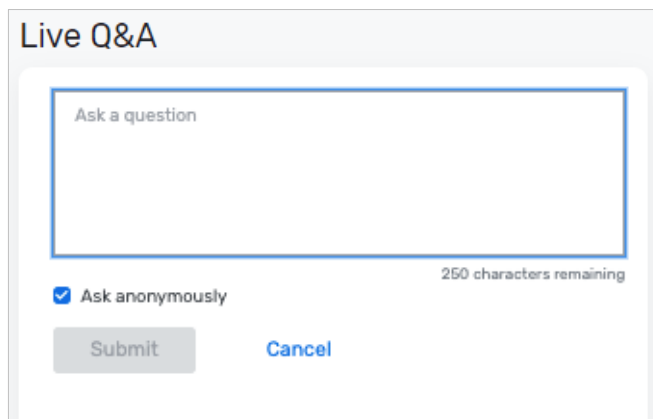 Live Q&A
Ask a question
250 characters remaining
Ask anonymously
Submit Cancel